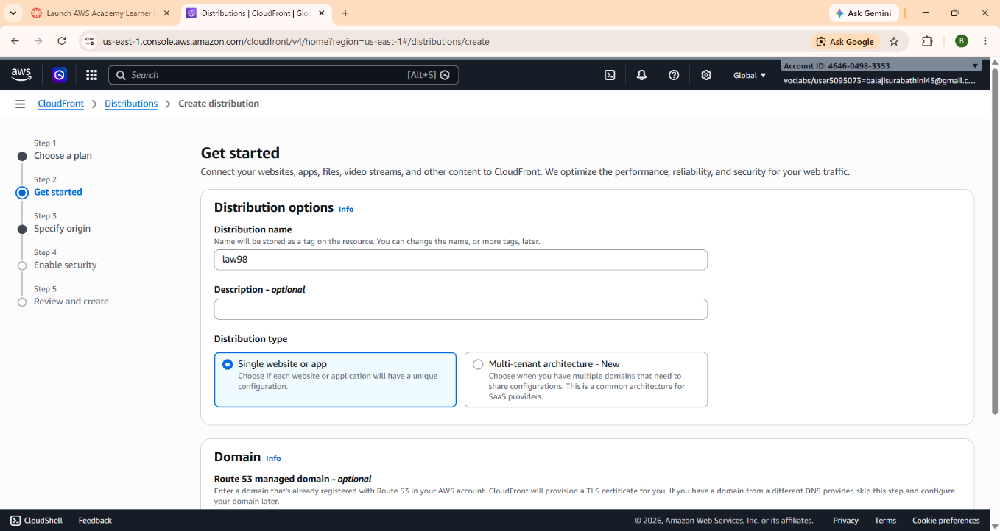 Launch AWS Academy Learner
Distributions | CloudFront | Glo
Ask Gemini
us-east-1.console.aws.amazon.com/cloudfront/v4/home?region=us-east-1#/distributions/create
Ask Google
B
aws
Search
[Alt+S]
Global
Account ID: 4646-0498-3353
voclabs/user5095073=balajisurabathini45@gmail.c...
CloudFront
Distributions
Create distribution
Step 1
Choose a plan
Step 2
Get started
Step 3
Specify origin
Step 4
Enable security
Step 5
Review and create
Get started
Connect your websites, apps, files, video streams, and other content to CloudFront. We optimize the performance, reliability, and security for your web traffic.
Distribution options Info
Distribution name
Name will be stored as a tag on the resource. You can change the name, or more tags, later.
law98
Description - optional
Distribution type
Single website or app
Choose if each website or application will have a unique
configuration.
Multi-tenant architecture - New
Choose when you have multiple domains that need to
share configurations. This is a common architecture for
SaaS providers.
Domain Info
Route 53 managed domain - optional
Enter a domain that's already registered with Route 53 in your AWS account. CloudFront will provision a TLS certificate for you. If you have a domain from a different DNS provider, skip this step and configure
your domain later.
CloudShell
Feedback
© 2026, Amazon Web Services, Inc. or its affiliates.
Privacy
Terms
Cookie preferences